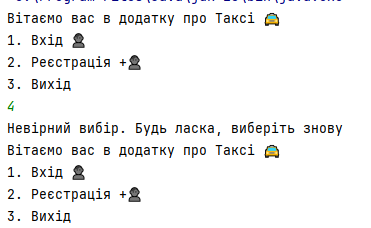 Вітаємо вас в додатку про Таксі 🚖
1. Вхід 👤
2. Реєстрація +👤
3. Вихід
4
Невірний вибір. Будь ласка, виберіть знову
Вітаємо вас в додатку про Таксі 🚖
1. Вхід 👤
2. Реєстрація +👤
3. Вихід